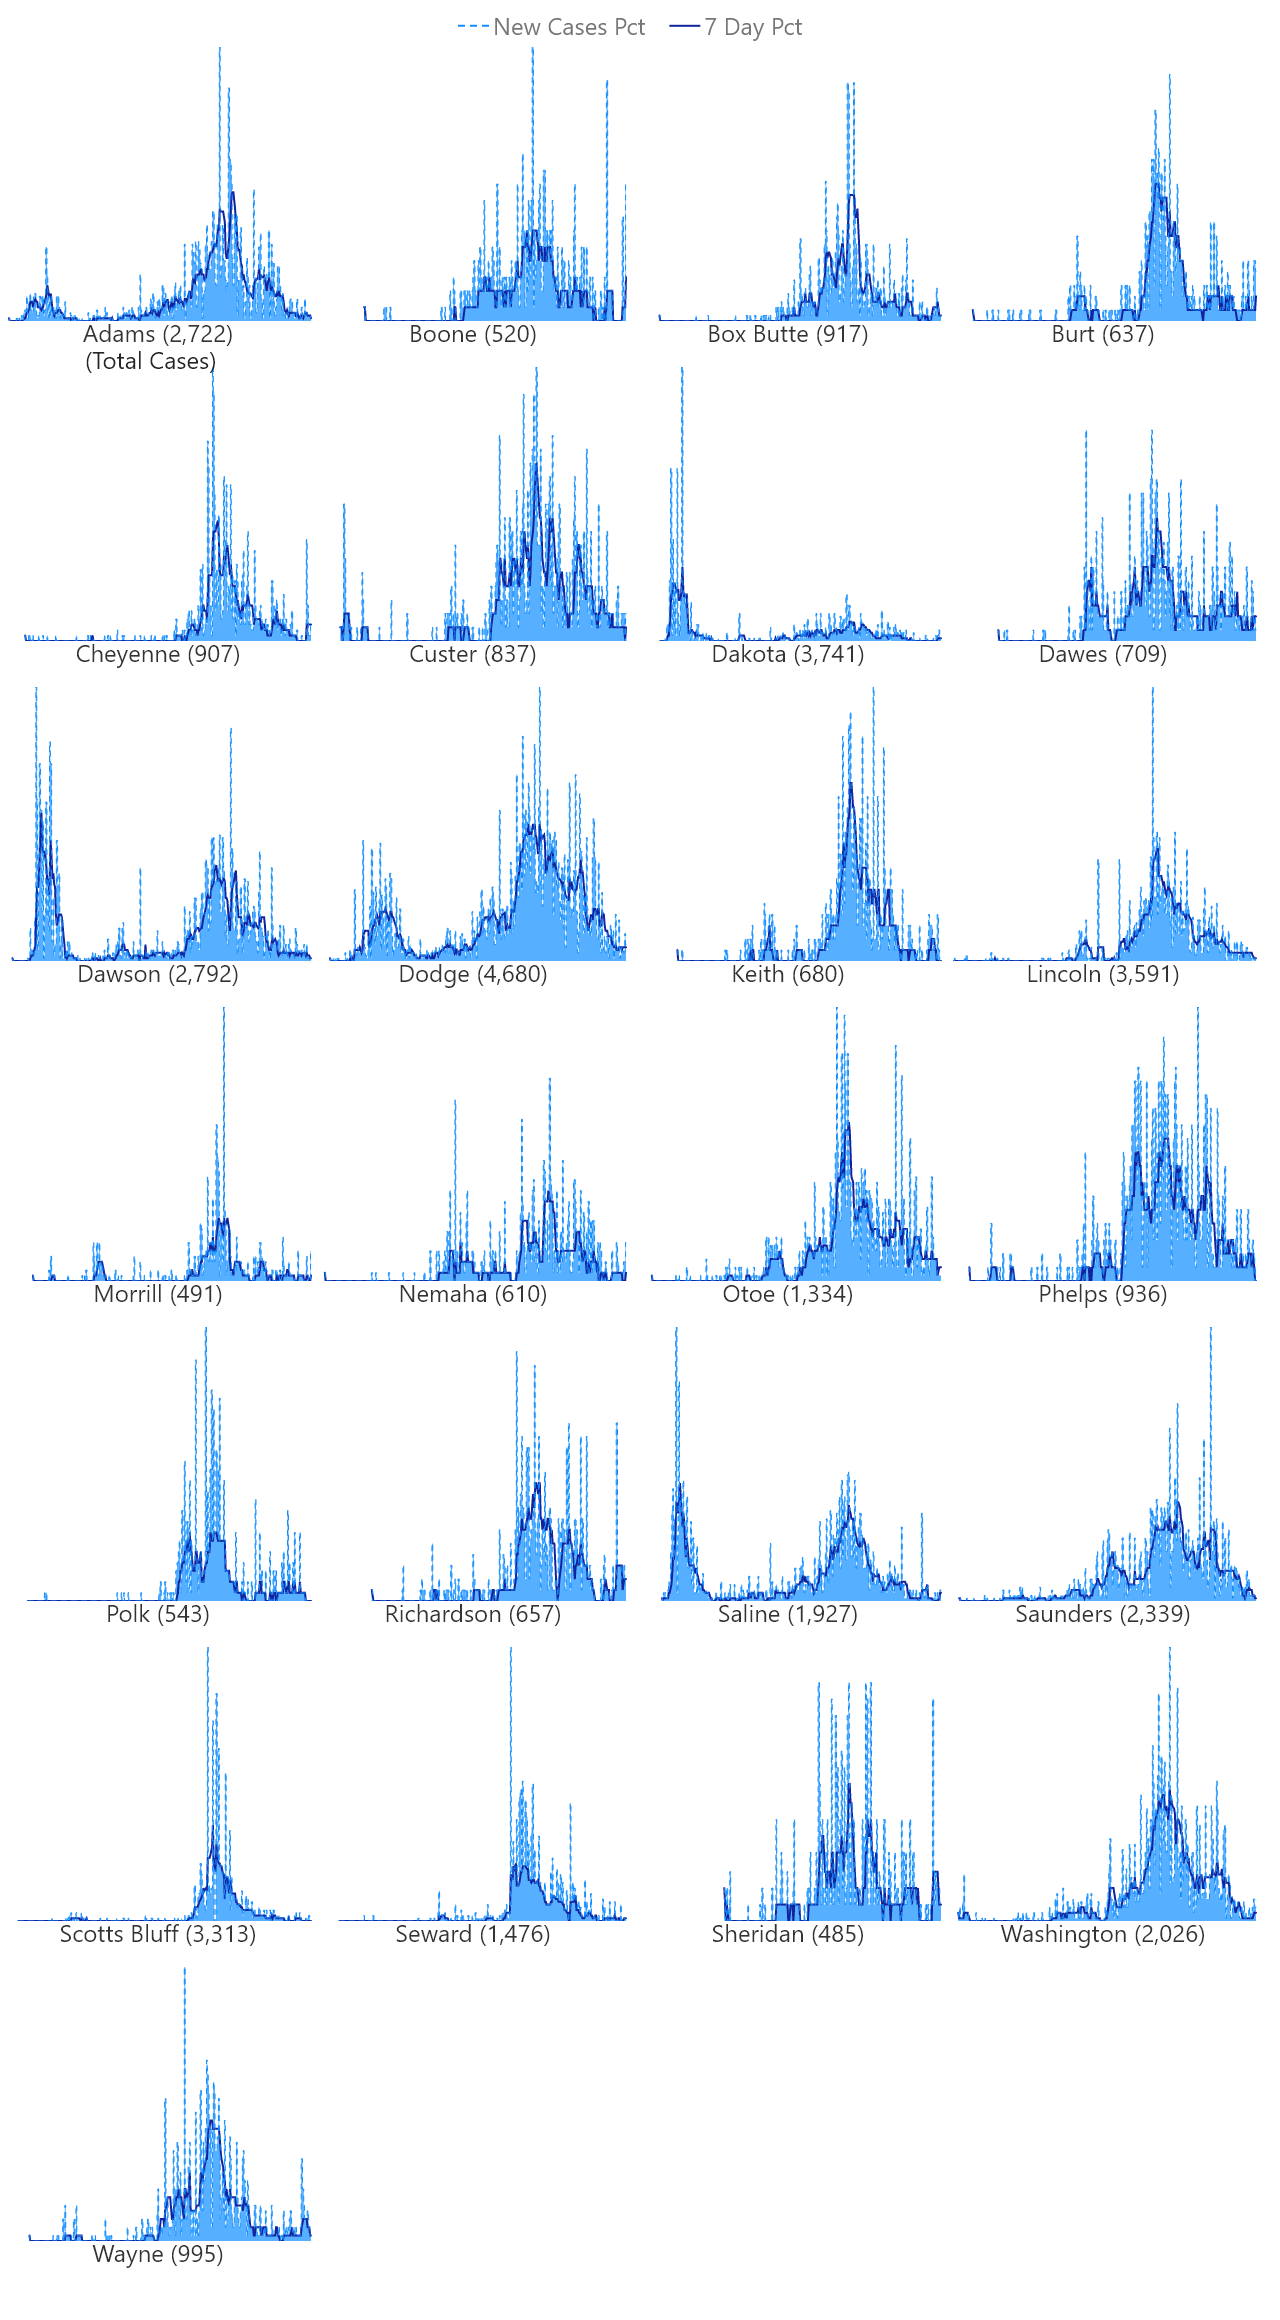 New Cases Pct 7 Day Pct
Adams (2,722) Boone (520) Box Butte (917) Burt (637)
(Total Cases)
Cheyenne (907) Custer (837) Dakota (3,741) Dawes (709)
Dawson (2,792) Dodge (4,680) Keith (680) Lincoln (3,591)
Morrill (491) Nemaha (610) Otoe (1,334) Phelps (936)
Polk (543) Richardson (657) Saline (1,927) Saunders (2,339)
Scotts Bluff (3,313) Seward (1,476) Sheridan (485) Washington (2,026)
Wayne (995)